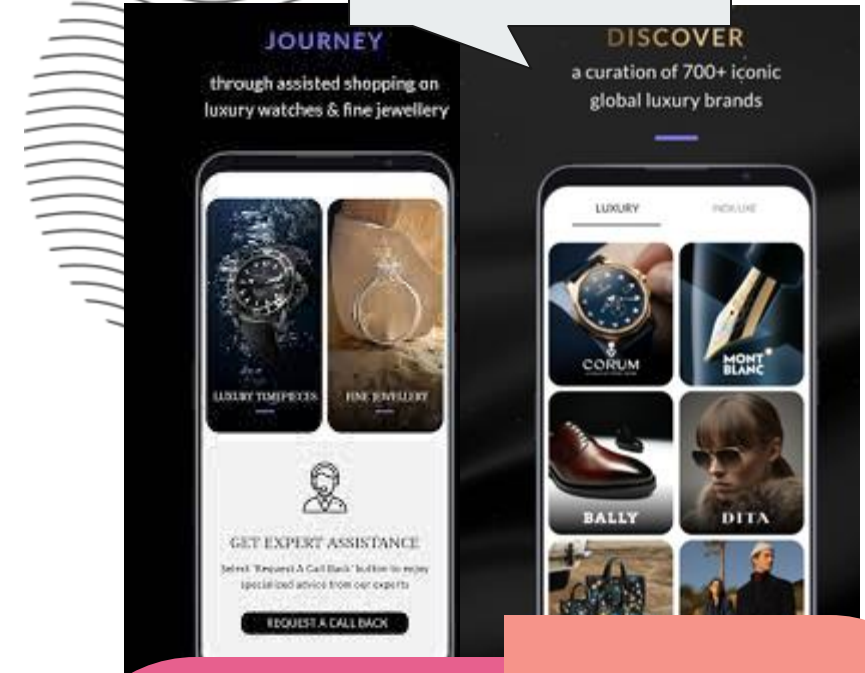 JOURNEY
through assisted shopping on
luxury watches & fine jewellery
LUXURY TIMEPIECES
FINE JEWELLERY
GET EXPERT ASSISTANCE
Select 'Request A Call Back' button to enjoy
specialized advice from our experts
REQUEST A CALL BACK
DISCOVER
a curation of 700+ iconic
global luxury brands
LUXURY
CORUM
MONT
BLANC
BALLY
DITA